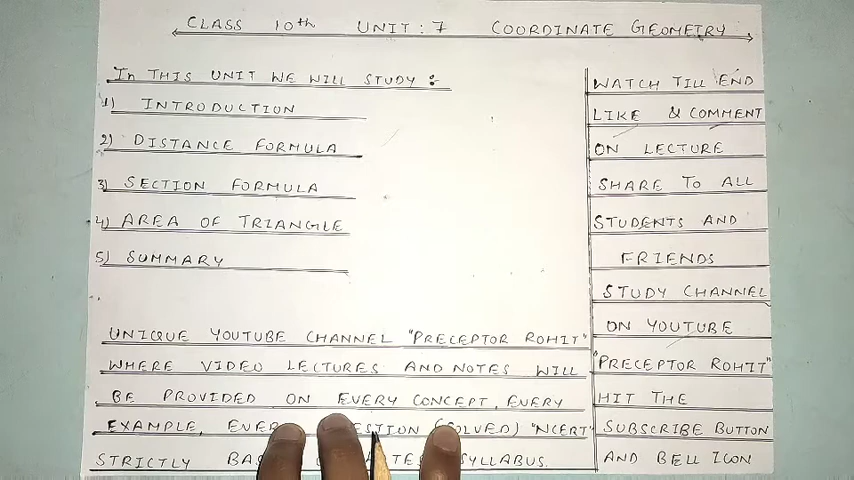 CLASS 10th UNIT : 7 COORDINATE GEOMETRY
In THIS UNIT WE WILL STUDY :-
1) INTRODUCTION
2) DISTANCE FORMULA
3) SECTION FORMULA
4) AREA OF TRIANGLE
5) SUMMARY
UNIQUE YOUTUBE CHANNEL "PRECEPTOR ROHIT"
WHERE VIDEO LECTURES AND NOTES WILL
BE PROVIDED ON EVERY CONCEPT, EVERY
EXAMPLE, (SOLVED) "NCERT"
STRICTLY SYLLABUS.
WATCH TILL END
LIKE & COMMENT
ON LECTURE
SHARE TO ALL
STUDENTS AND
FRIENDS
STUDY CHANNEL
ON YOUTUBE
"PRECEPTOR ROHIT"
HIT THE
SUBSCRIBE BUTTON
AND BELL ICON